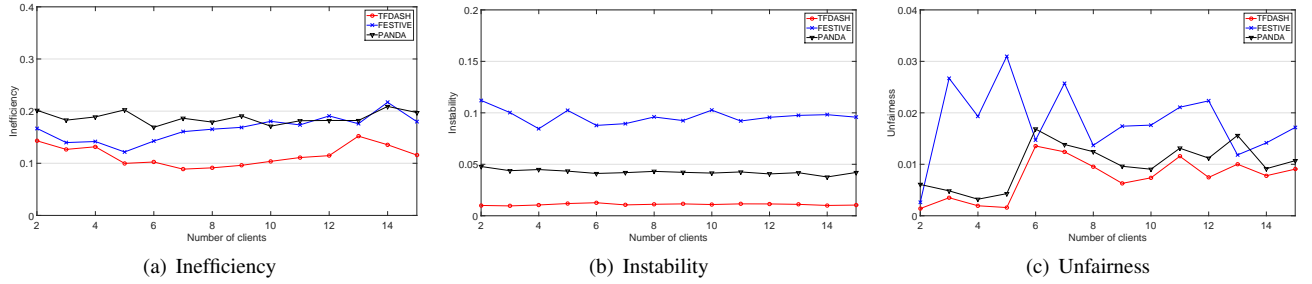 0.4
0.3
0.2
0.1
0
Inefficiency
TFDASH
FESTIVE
PANDA
2 4 6 8 10 12 14
Number of clients
(a) Inefficiency
0.2
0.15
0.1
0.05
0
Instability
TFDASH
FESTIVE
PANDA
2 4 6 8 10 12 14
Number of clients
(b) Instability
0.04
0.03
0.02
0.01
0
Unfairness
TFDASH
FESTIVE
PANDA
2 4 6 8 10 12 14
Number of clients
(c) Unfairness